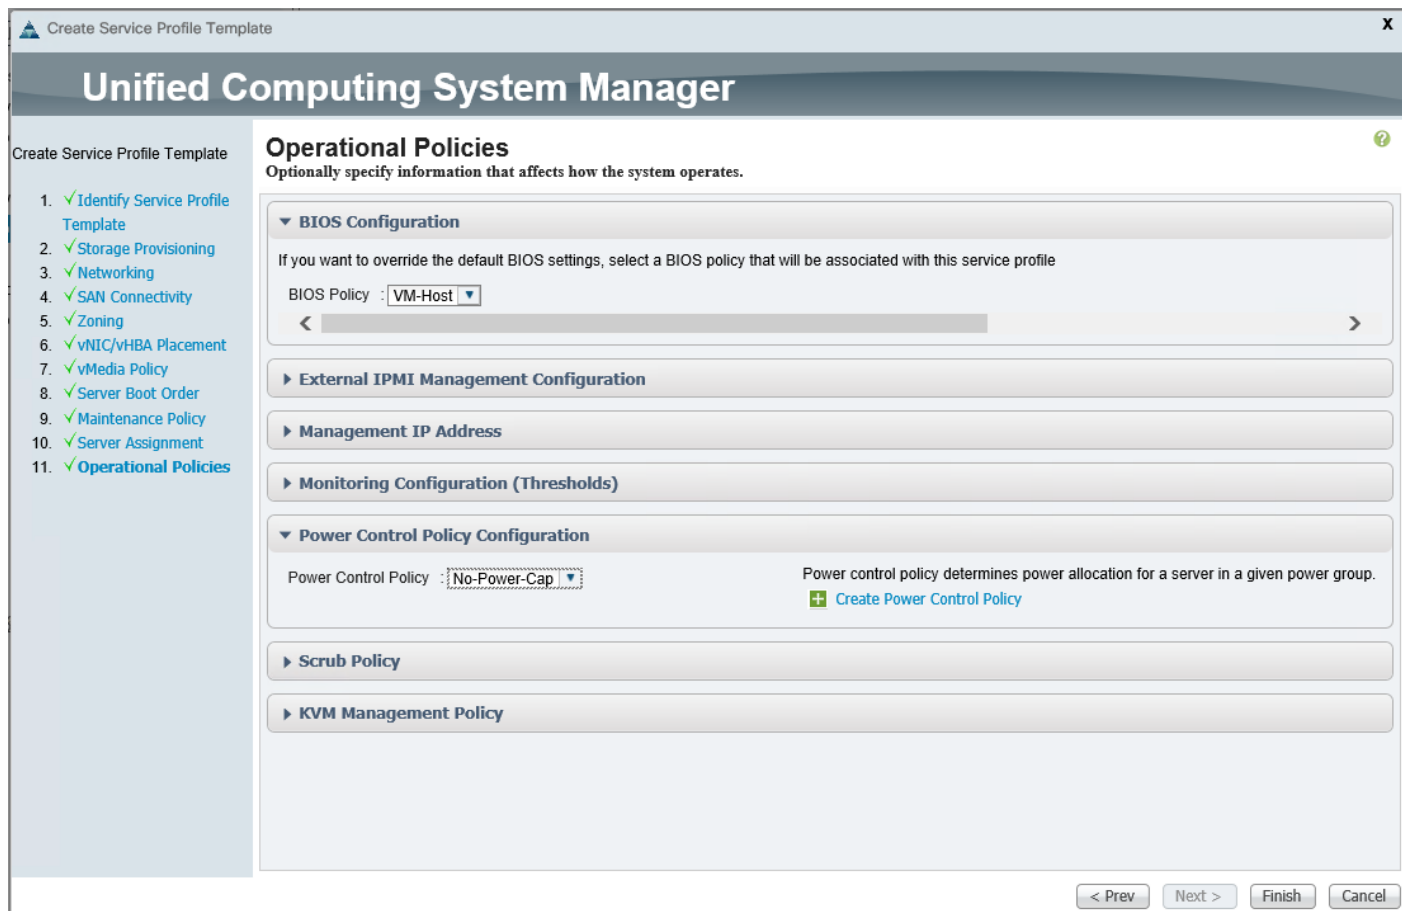 Create Service Profile Template
X
Unified Computing System Manager
Create Service Profile Template
1. Identify Service Profile
Template
2. Storage Provisioning
3. Networking
4. SAN Connectivity
5. Zoning
6. vNIC/vHBA Placement
7. vMedia Policy
8. Server Boot Order
9. Maintenance Policy
10. Server Assignment
11. Operational Policies
Operational Policies
?
Optionally specify information that affects how the system operates.
BIOS Configuration
If you want to override the default BIOS settings, select a BIOS policy that will be associated with this service profile
BIOS Policy : VM-Host
External IPMI Management Configuration
Management IP Address
Monitoring Configuration (Thresholds)
Power Control Policy Configuration
Power Control Policy : No-Power-Cap
Power control policy determines power allocation for a server in a given power group.
Create Power Control Policy
Scrub Policy
KVM Management Policy
< Prev Next > Finish Cancel